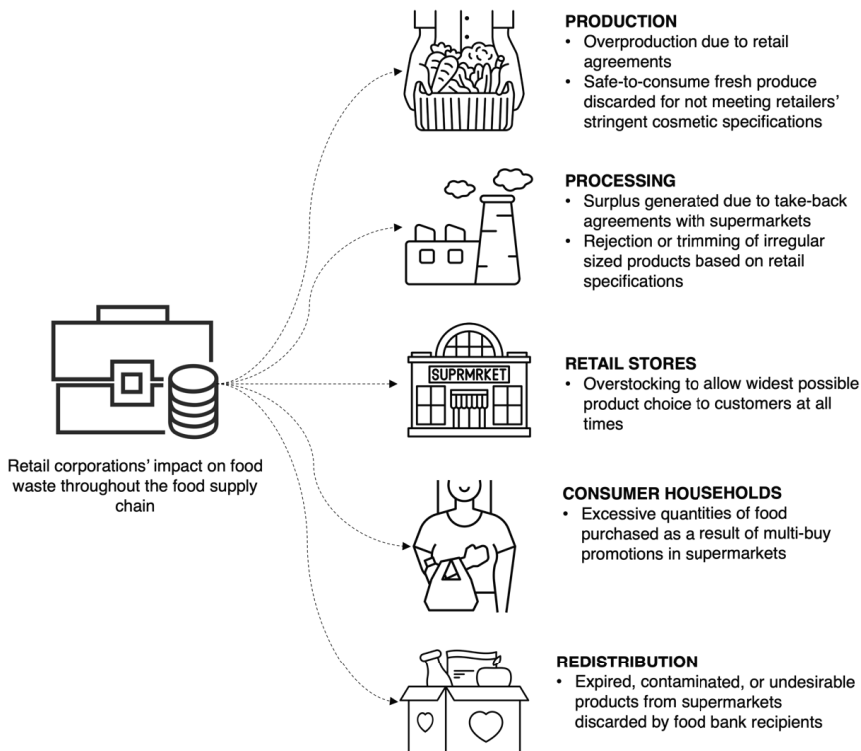 PRODUCTION
• Overproduction due to retail
agreements
• Safe-to-consume fresh produce
discarded for not meeting retailers'
stringent cosmetic specifications
PROCESSING
• Surplus generated due to take-back
agreements with supermarkets
• Rejection or trimming of irregular
sized products based on retail
specifications
SUPRMRKET
RETAIL STORES
• Overstocking to allow widest possible
product choice to customers at all
times
Retail corporations' impact on food
waste throughout the food supply
chain
CONSUMER HOUSEHOLDS
• Excessive quantities of food
purchased as a result of multi-buy
promotions in supermarkets
REDISTRIBUTION
• Expired, contaminated, or undesirable
products from supermarkets
discarded by food bank recipients